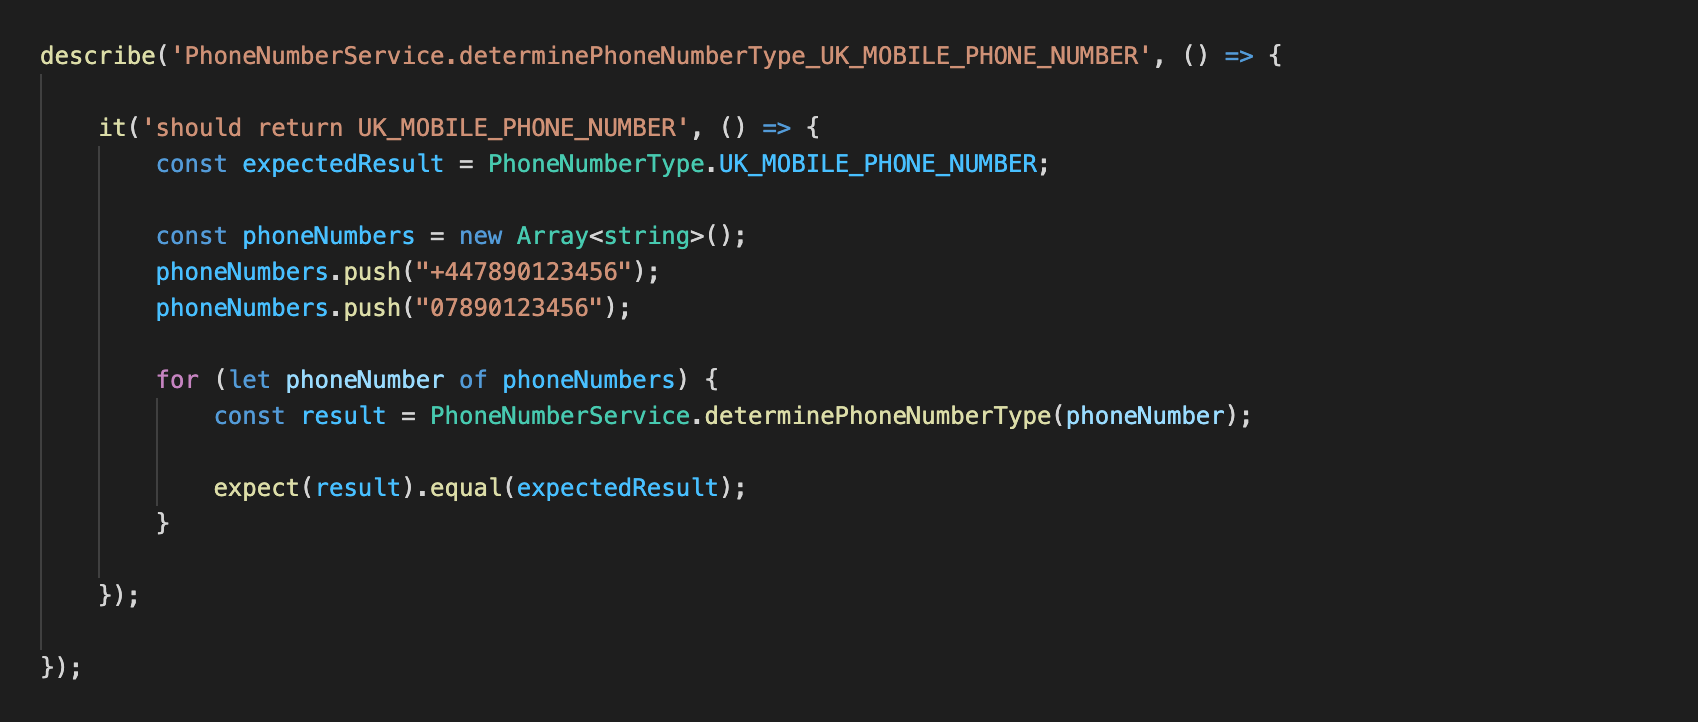 describe('PhoneNumberService.determinePhoneNumberType_UK_MOBILE_PHONE_NUMBER', () => {
it('should return UK_MOBILE_PHONE_NUMBER', () => {
const expectedResult = PhoneNumberType.UK_MOBILE_PHONE_NUMBER;
const phoneNumbers = new Array<string>();
phoneNumbers.push("+447890123456");
phoneNumbers.push("07890123456");
for (let phoneNumber of phoneNumbers) {
const result = PhoneNumberService.determinePhoneNumberType(phoneNumber);
expect(result).equal(expectedResult);
}
});
});